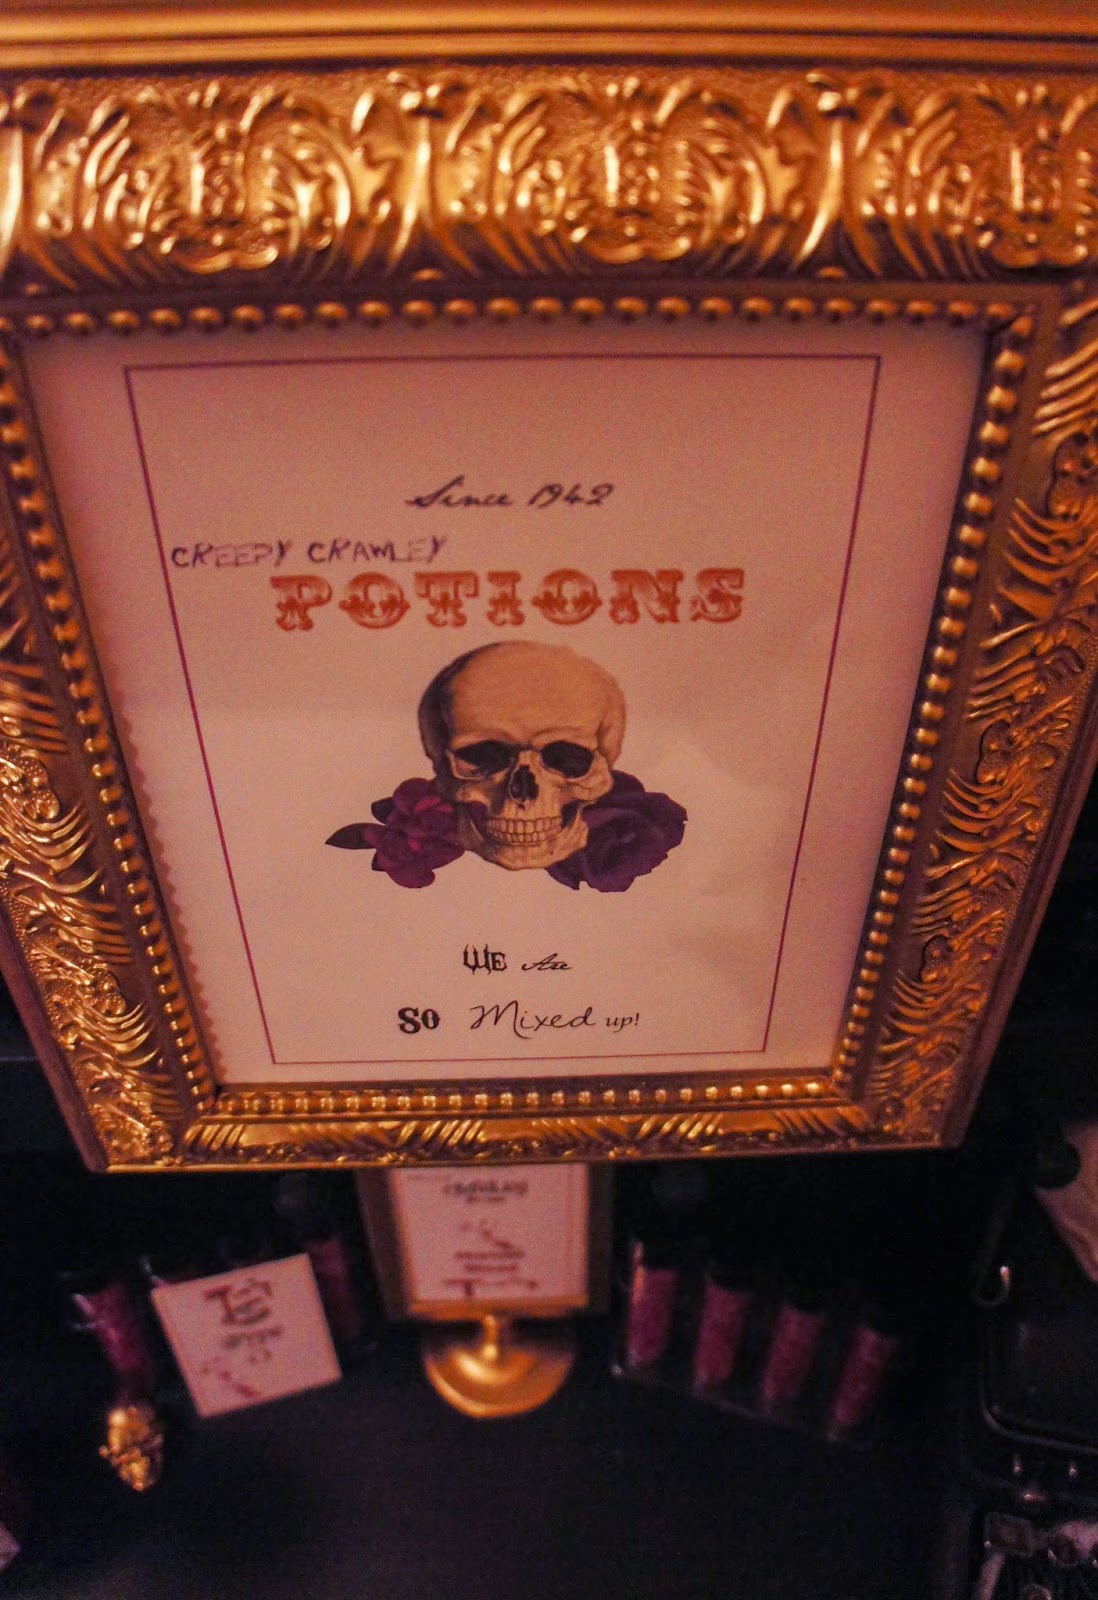 Since 1942
CREEPY CRAWLEY
POTIONS
WE Are
SO Mixed up!